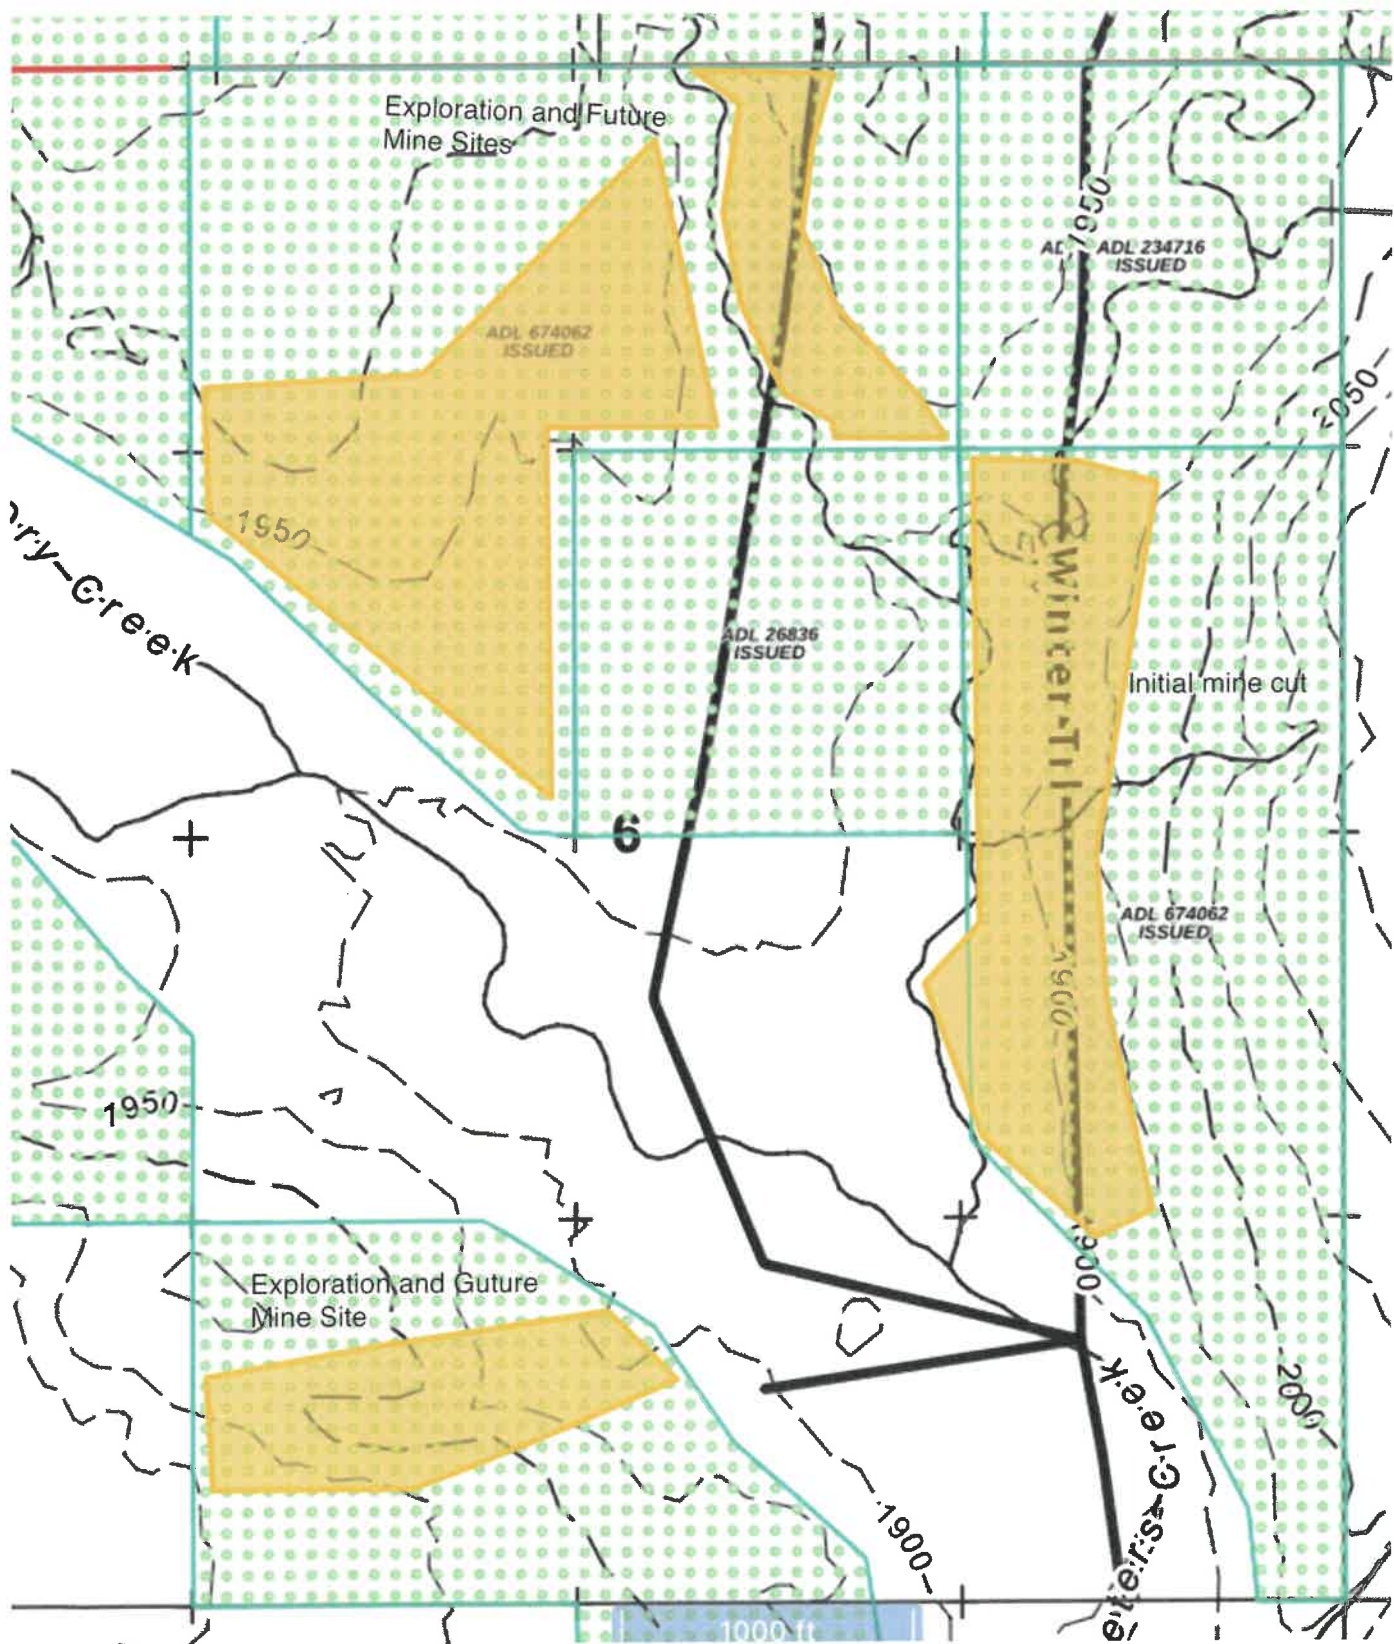 Exploration and Future
Mine Sites
1950
ADL 234716
ISSUED
ADL 674062
ISSUED
2050
1950
Creek
Winter Trl
ADL 26836
ISSUED
Initial mine cut
6
ADL 674062
ISSUED
1900
1950
1900
Exploration and Guture
Mine Site
2000
Creek
1900
1000 ft